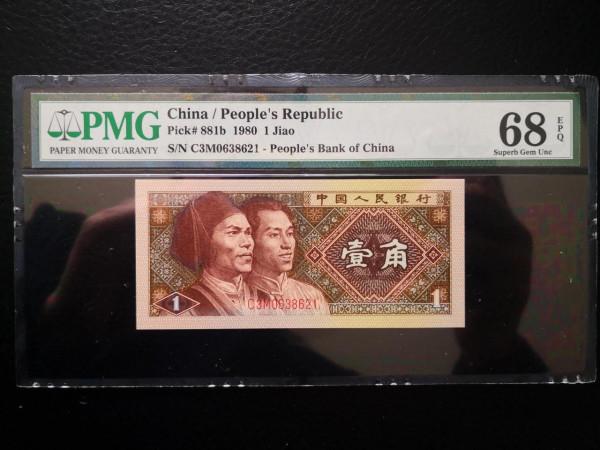 PMG
PAPER MONEY GUARANTY
China / People's Republic
Pick# 881b 1980 1 Jiao
S/N C3M0638621 - People's Bank of China
68
EPQ
Superb Gem Unc
中国人民银行
壹角
C3M0638621
1
1